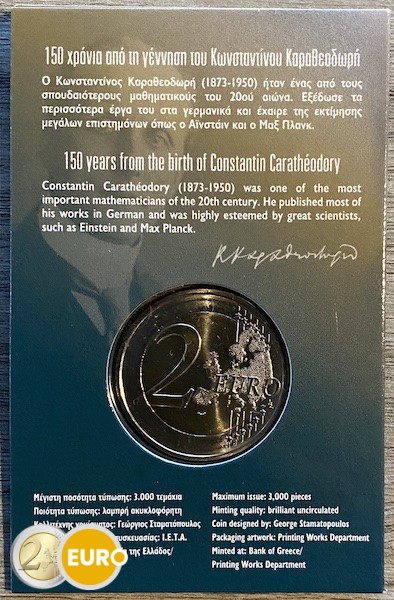 150 χρόνια από τη γέννηση του Κωνσταντίνου Καραθεοδωρή
Ο Κωνσταντίνος Καραθεοδωρή (1873-1950) ήταν ένας από τους
σπουδαιότερους μαθηματικούς του 20ού αιώνα. Εξέδωσε τα
περισσότερα έργα του στα γερμανικά και έχαιρε της εκτίμησης
μεγάλων επιστημόνων όπως ο Αϊνστάιν και ο Μαξ Πλανκ.
150 years from the birth of Constantin Carathéodory
Constantin Carathéodory (1873-1950) was one of the most
important mathematicians of the 20th century. He published most of
his works in German and was highly esteemed by great scientists,
such as Einstein and Max Planck.
2 EURO
Μέγιστη ποσότητα τύπωσης: 3.000 τεμάχια
Ποιότητα τύπωσης: λαμπρή ακυκλοφόρητη
Καλλιτέχνης νομίσματος: Γεώργιος Σταματόπουλος
συσκευασίας: Ι.Ε.Τ.Α.
της Ελλάδος/
Maximum issue: 3,000 pieces
Minting quality: brilliant uncirculated
Coin designed by: George Stamatopoulos
Packaging artwork: Printing Works Department
Minted at: Bank of Greece/
Printing Works Department
2
EURO